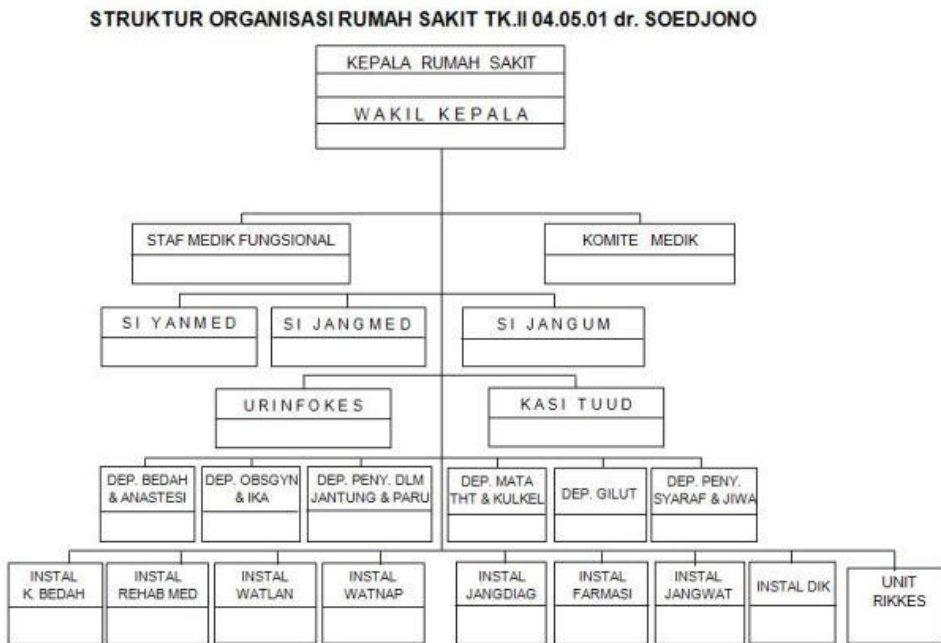 STRUKTUR ORGANISASI RUMAH SAKIT TK.II 04.05.01 dr. SOEDJONO
KEPALA RUMAH SAKIT
WAKIL KEPALA
STAF MEDIK FUNGSIONAL
KOMITE MEDIK
SI YANMED
SI JANGMED
SI JANGUM
URINFOKES
KASI TUUD
DEP. BEDAH
& ANASTESI
DEP. OBSGYN
& IKA
DEP. PENY. DLM
JANTUNG & PARU
DEP. MATA
THT & KULKEL
DEP. GILUT
DEP. PENY.
SYARAF & JIWA
INSTAL
K. BEDAH
INSTAL
REHAB MED
INSTAL
WATLAN
INSTAL
WATNAP
INSTAL
JANGDIAG
INSTAL
FARMASI
INSTAL
JANGWAT
INSTAL DIK
UNIT
RIKKES